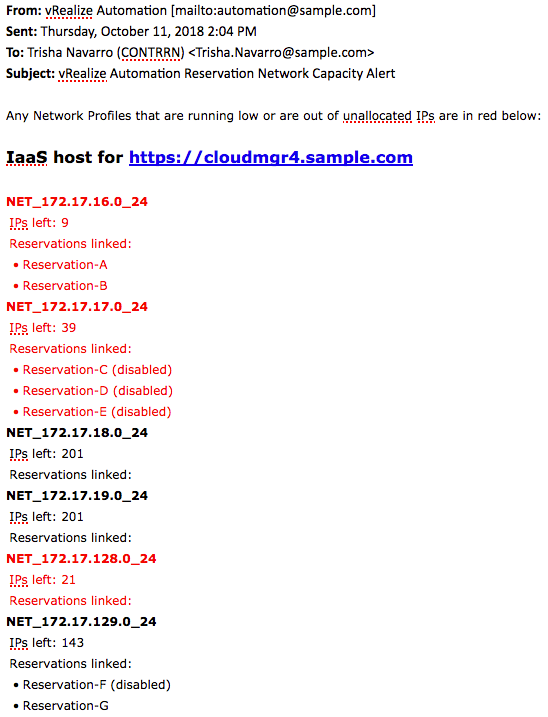 From: vRealize Automation [mailto:automation@sample.com]
Sent: Thursday, October 11, 2018 2:04 PM
To: Trisha Navarro (CONTRRN) <Trisha.Navarro@sample.com>
Subject: vRealize Automation Reservation Network Capacity Alert
Any Network Profiles that are running low or are out of unallocated IPs are in red below:
IaaS host for https://cloudmgr4.sample.com
NET_172.17.16.0_24
IPs left: 9
Reservations linked:
• Reservation-A
• Reservation-B
NET_172.17.17.0_24
IPs left: 39
Reservations linked:
• Reservation-C (disabled)
• Reservation-D (disabled)
• Reservation-E (disabled)
NET_172.17.18.0_24
IPs left: 201
Reservations linked:
NET_172.17.19.0_24
IPs left: 201
Reservations linked:
NET_172.17.128.0_24
IPs left: 21
Reservations linked:
NET_172.17.129.0_24
IPs left: 143
Reservations linked:
• Reservation-F (disabled)
• Reservation-G